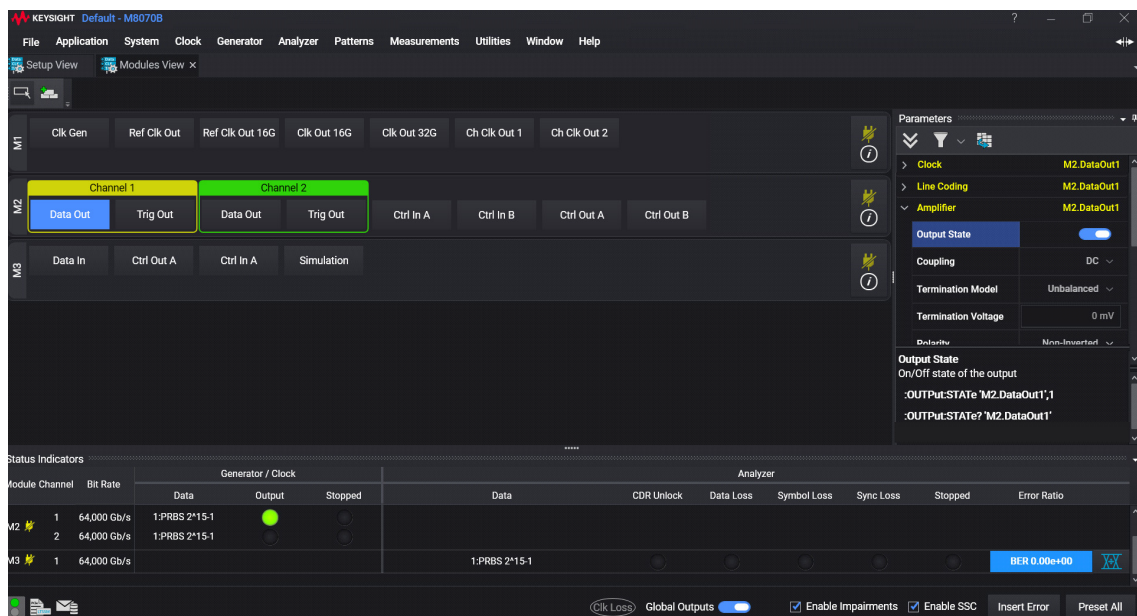 KEYSIGHT Default - M8070B
File Application System Clock Generator Analyzer Patterns Measurements Utilities Window Help
Setup View Modules View
M1 Clk Gen Ref Clk Out Ref Clk Out 16G Clk Out 16G Clk Out 32G Ch Clk Out 1 Ch Clk Out 2
Channel 1 Channel 2
M2 Data Out Trig Out Data Out Trig Out Ctrl In A Ctrl In B Ctrl Out A Ctrl Out B
M3 Data In Ctrl Out A Ctrl In A Simulation
Parameters
Clock M2.DataOut1
Line Coding M2.DataOut1
Amplifier M2.DataOut1
Output State
Coupling DC
Termination Model Unbalanced
Termination Voltage 0 mV
Polarity Non-Inverted
Output State
On/Off state of the output
:OUTPut:STATe 'M2.DataOut1',1
:OUTPut:STATe? 'M2.DataOut1'
Status Indicators
Generator / Clock Analyzer
Module Channel Bit Rate Data Output Stopped Data CDR Unlock Data Loss Symbol Loss Sync Loss Stopped Error Ratio
M2 1 64,000 Gb/s 1:PRBS 2^15-1
2 64,000 Gb/s 1:PRBS 2^15-1
M3 1 64,000 Gb/s 1:PRBS 2^15-1 BER 0.00e+00
Clk Loss Global Outputs Enable Impairments Enable SSC Insert Error Preset All